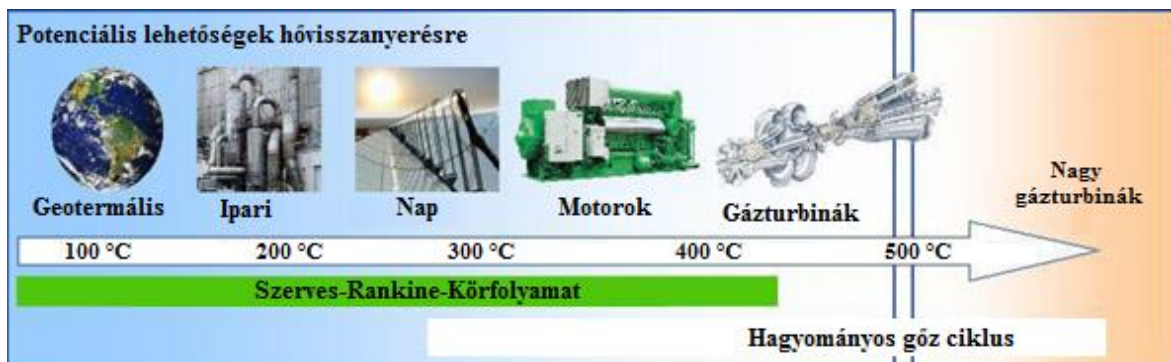 Potenciális lehetőségek hővisszanyerésre
Geotermális
Ipari
Nap
Motorok
Gázturbinák
Nagy
gázturbinák
100 °C
200 °C
300 °C
400 °C
500 °C
Szerves-Rankine-Körfolyamat
Hagyományos gőz ciklus